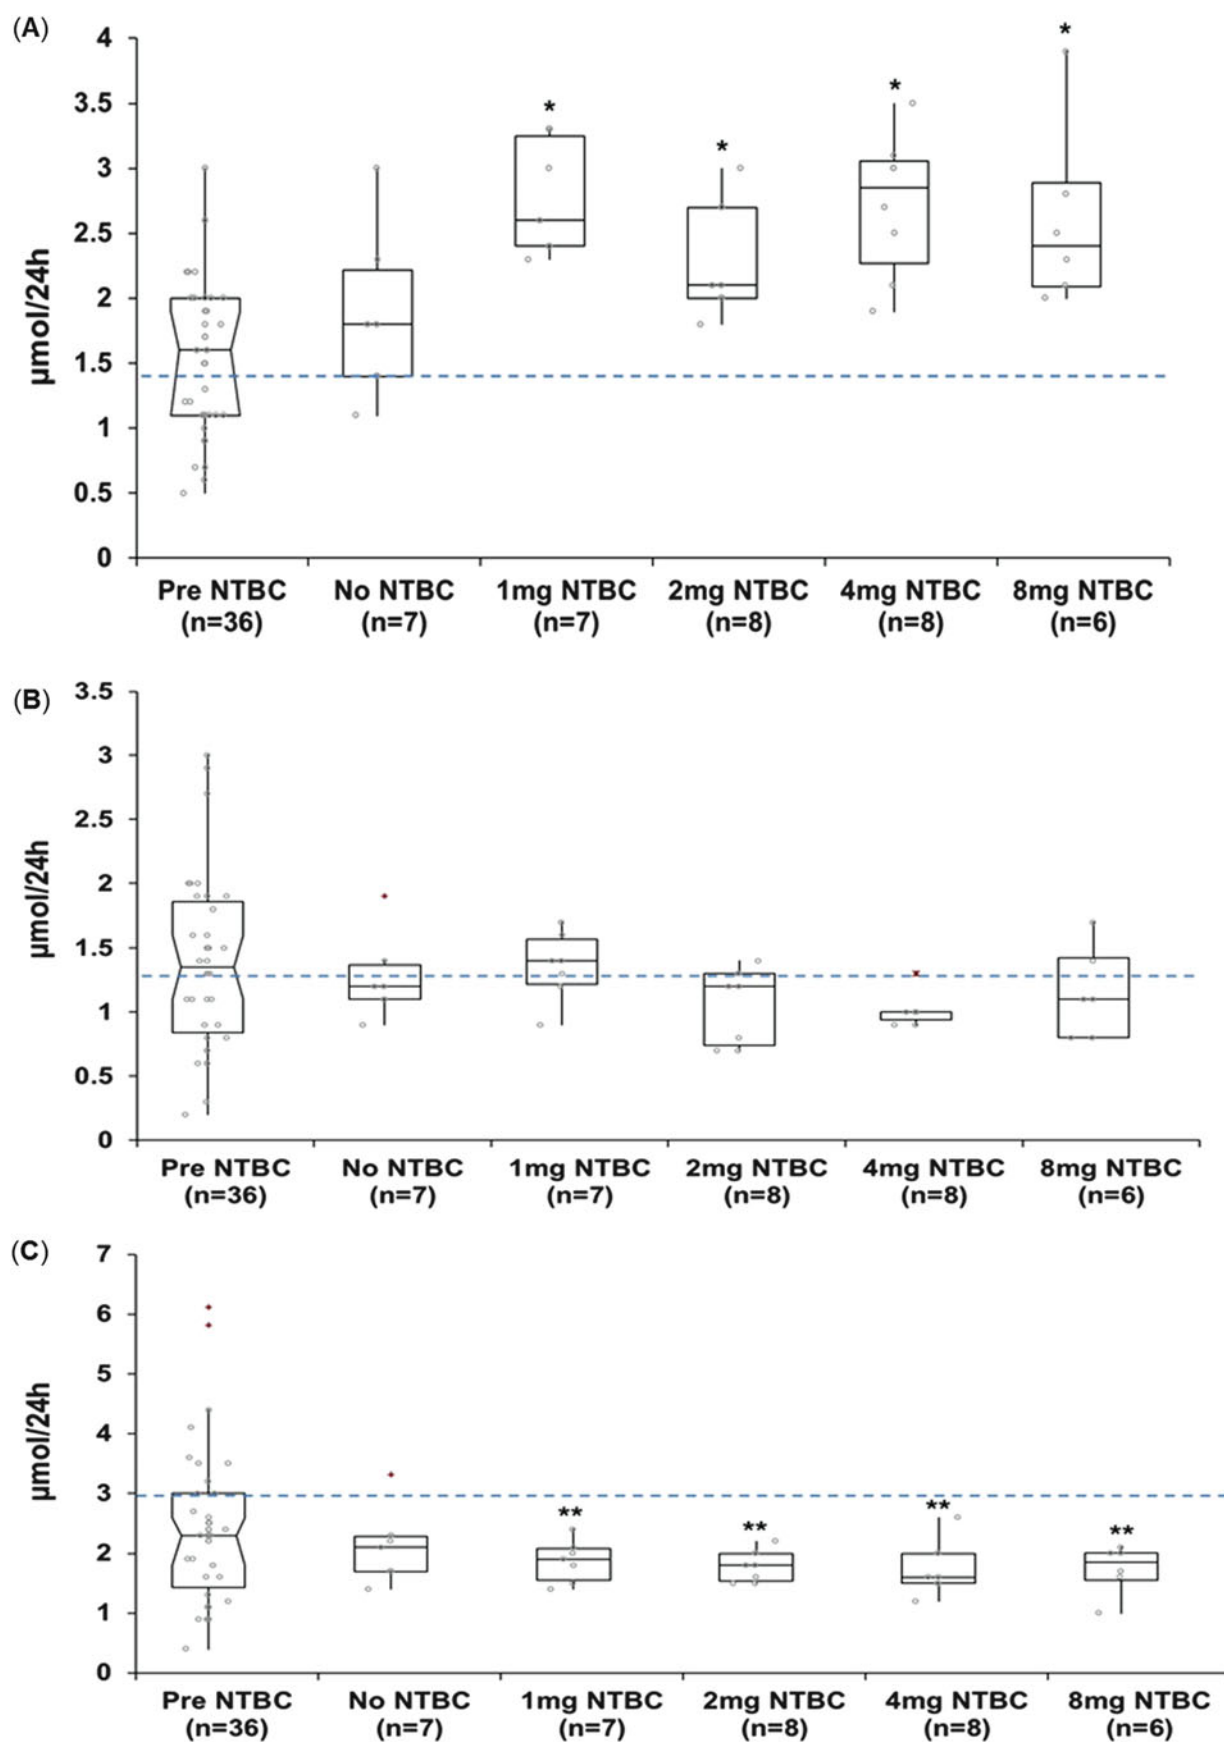 (A)
4
3.5
3
2.5
2
1.5
1
0.5
0
µmol/24h
*
*
*
*
Pre NTBC No NTBC 1mg NTBC 2mg NTBC 4mg NTBC 8mg NTBC
(n=36) (n=7) (n=7) (n=8) (n=8) (n=6)
(B)
3.5
3
2.5
2
1.5
1
0.5
0
µmol/24h
Pre NTBC No NTBC 1mg NTBC 2mg NTBC 4mg NTBC 8mg NTBC
(n=36) (n=7) (n=7) (n=8) (n=8) (n=6)
(C)
7
6
5
4
3
2
1
0
µmol/24h
**
**
**
**
Pre NTBC No NTBC 1mg NTBC 2mg NTBC 4mg NTBC 8mg NTBC
(n=36) (n=7) (n=7) (n=8) (n=8) (n=6)